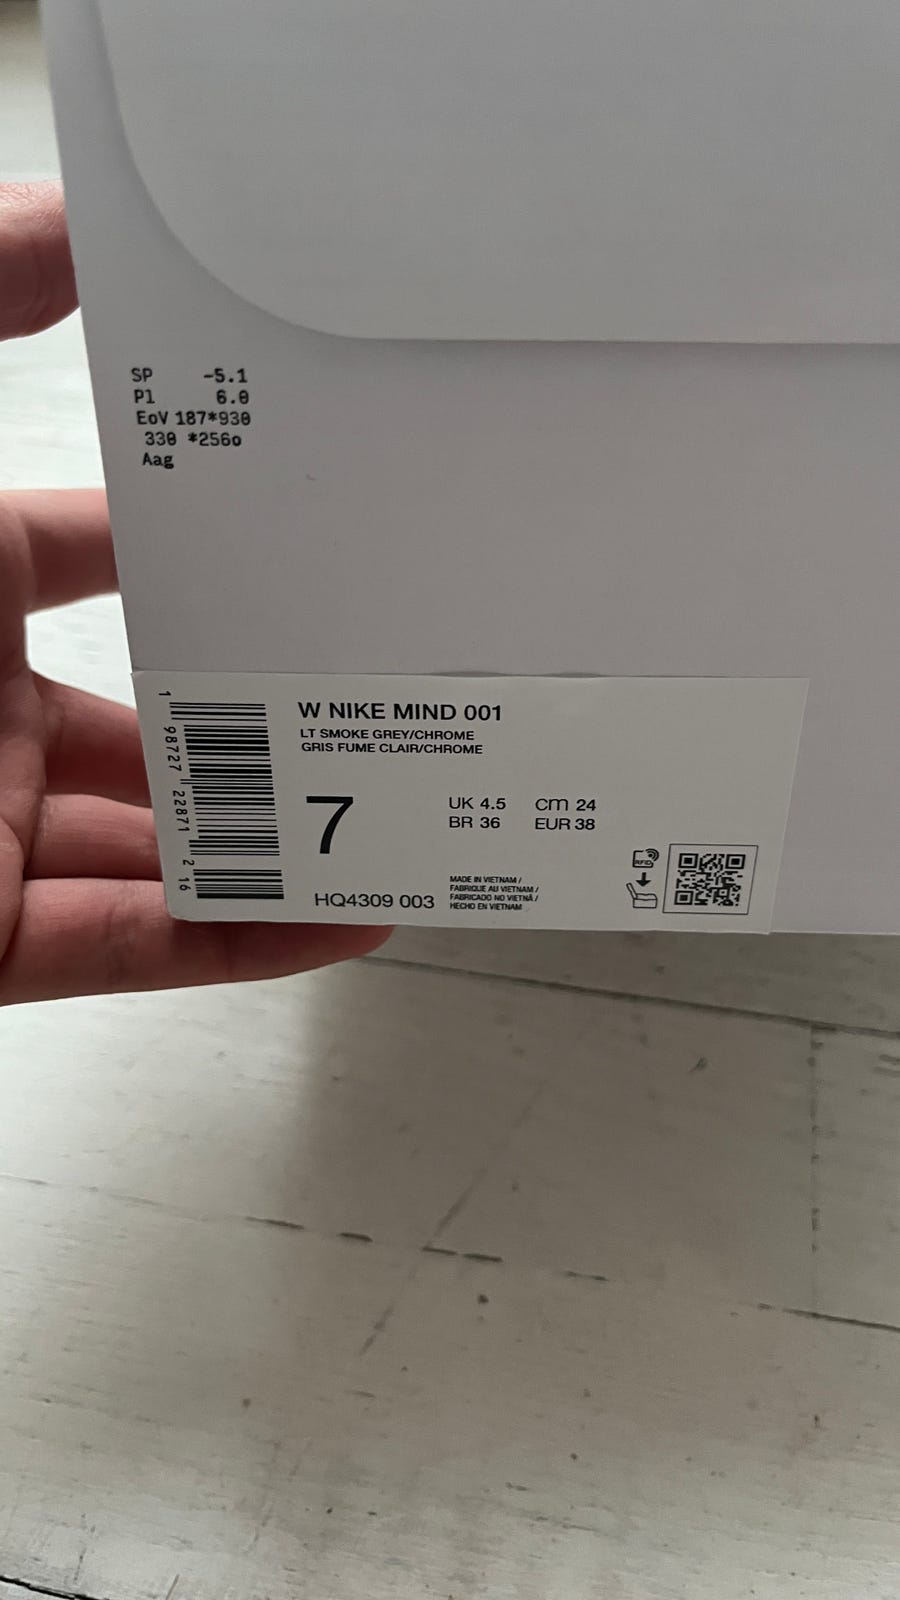 SP -5.1
Pl 6.0
EoV 187*930
330 *256o
Aag
W NIKE MIND 001
LT SMOKE GREY/CHROME
GRIS FUME CLAIR/CHROME
7
UK 4.5 cm 24
BR 36 EUR 38
HQ4309 003
MADE IN VIETNAM /
FABRIQUE AU VIETNAM /
FABRICADO NO VIETNÃ /
HECHO EN VIETNAM
RFID
1 98727 22871 2 16